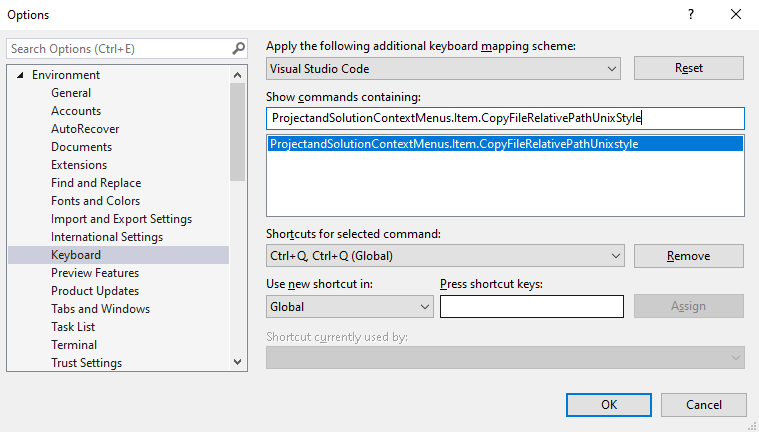 Options
?
Search Options (Ctrl+E)
Environment
General
Accounts
AutoRecover
Documents
Extensions
Find and Replace
Fonts and Colors
Import and Export Settings
International Settings
Keyboard
Preview Features
Product Updates
Tabs and Windows
Task List
Terminal
Trust Settings
Apply the following additional keyboard mapping scheme:
Visual Studio Code
Reset
Show commands containing:
ProjectandSolutionContextMenus.Item.CopyFileRelativePathUnixStyle
ProjectandSolutionContextMenus.Item.CopyFileRelativePathUnixstyle
Shortcuts for selected command:
Ctrl+Q, Ctrl+Q (Global)
Remove
Use new shortcut in:
Press shortcut keys:
Global
Assign
Shortcut currently used by:
OK
Cancel